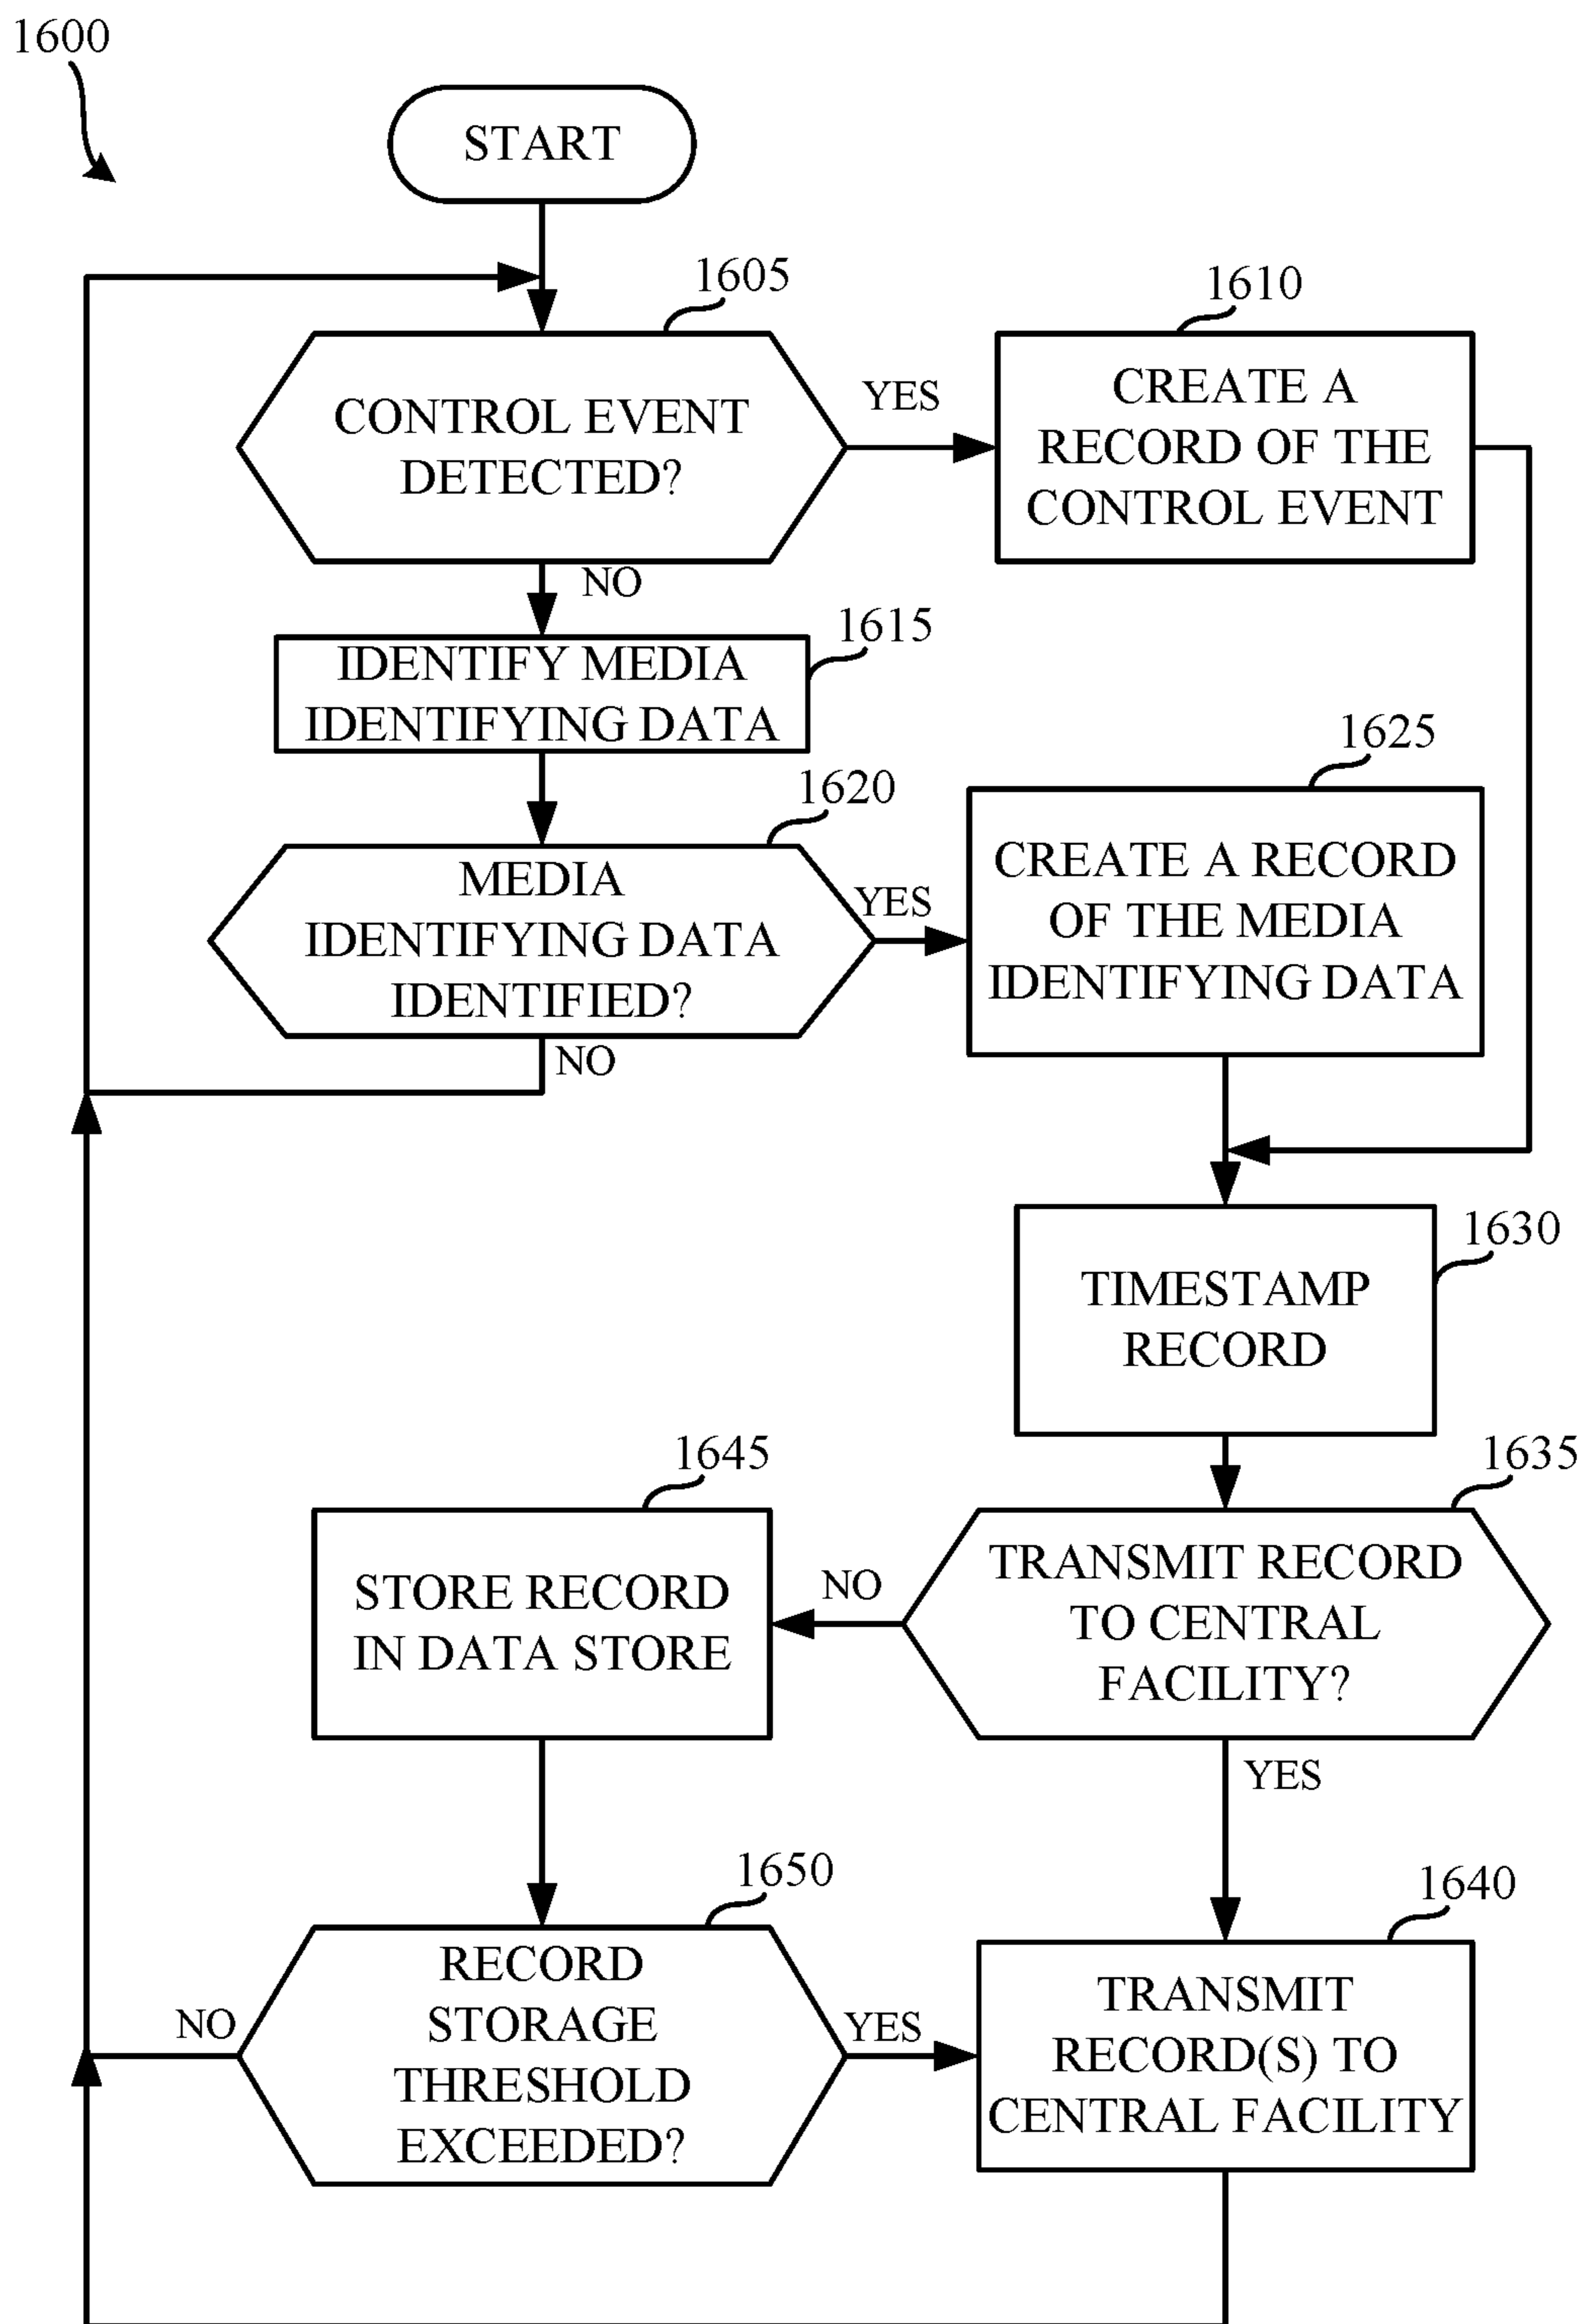 1600
START
1605
1610
CONTROL EVENT
DETECTED?
YES
CREATE A
RECORD OF THE
CONTROL EVENT
NO
1615
IDENTIFY MEDIA
IDENTIFYING DATA
1620
1625
MEDIA
IDENTIFYING DATA
IDENTIFIED?
YES
CREATE A RECORD
OF THE MEDIA
IDENTIFYING DATA
NO
1630
TIMESTAMP
RECORD
1645
1635
STORE RECORD
IN DATA STORE
NO
TRANSMIT RECORD
TO CENTRAL
FACILITY?
YES
1650
1640
NO
RECORD
STORAGE
THRESHOLD
EXCEEDED?
YES
TRANSMIT
RECORD(S) TO
CENTRAL FACILITY